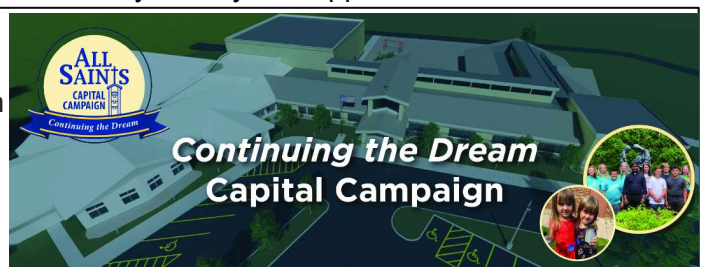 ALL
SAINTS
CAPITAL
CAMPAIGN
Continuing the Dream
Continuing the Dream
Capital Campaign